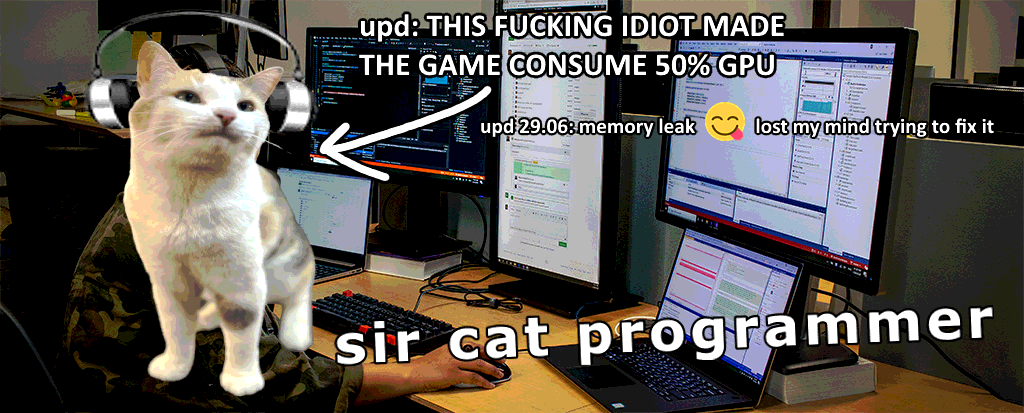 upd: THIS FUCKING IDIOT MADE
THE GAME CONSUME 50% GPU
upd 29.06: memory leak 😋 lost my mind trying to fix it
sir cat programmer